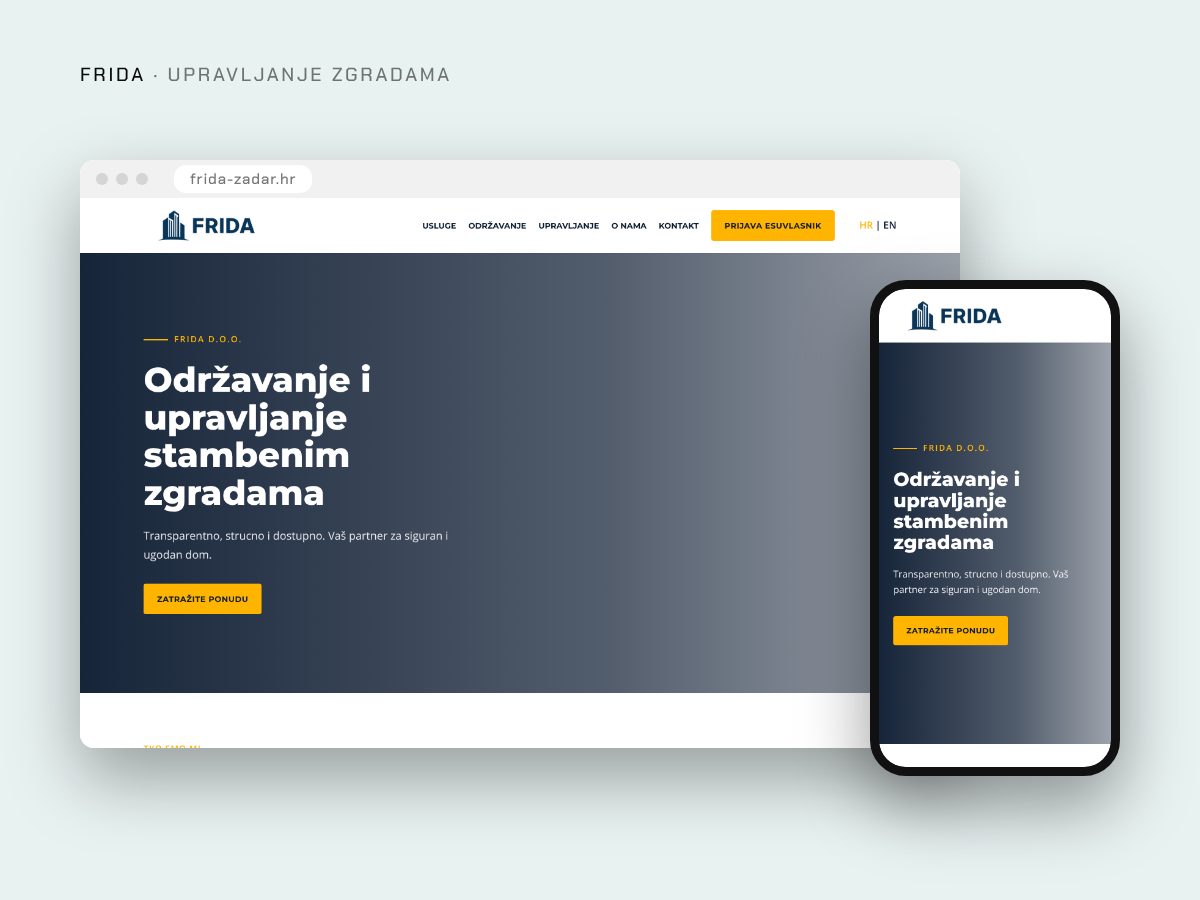 FRIDA · UPRAVLJANJE ZGRADAMA
frida-zadar.hr
FRIDA
USLUGE ODRŽAVANJE UPRAVLJANJE O NAMA KONTAKT PRIJAVA ESUVLASNIK HR | EN
FRIDA D.O.O.
Održavanje i
upravljanje
stambenim
zgradama
Transparentno, strucno i dostupno. Vaš partner za siguran i
ugodan dom.
ZATRAŽITE PONUDU
FRIDA
FRIDA D.O.O.
Održavanje i
upravljanje
stambenim
zgradama
Transparentno, strucno i dostupno. Vaš
partner za siguran i ugodan dom.
ZATRAŽITE PONUDU